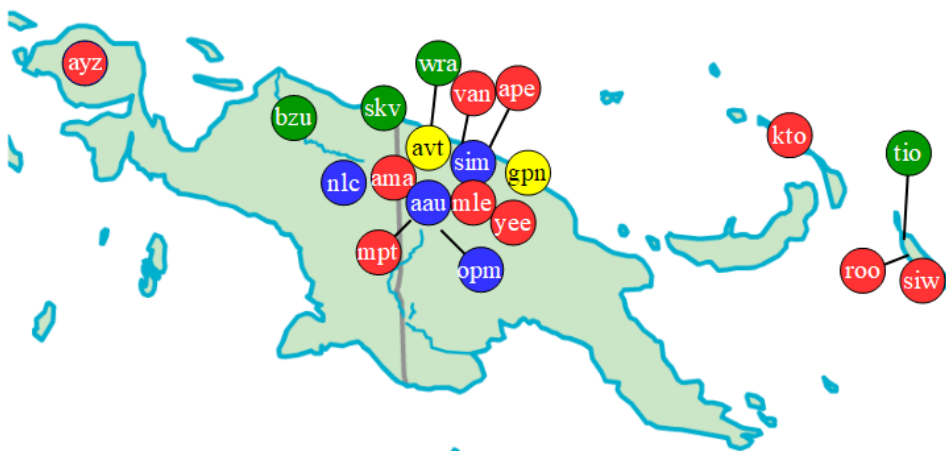 ayz
wra
van
ape
bzu
skv
kto
avt
sim
gpn
tio
nlc
ama
aau
mle
yee
mpt
opm
roo
siw